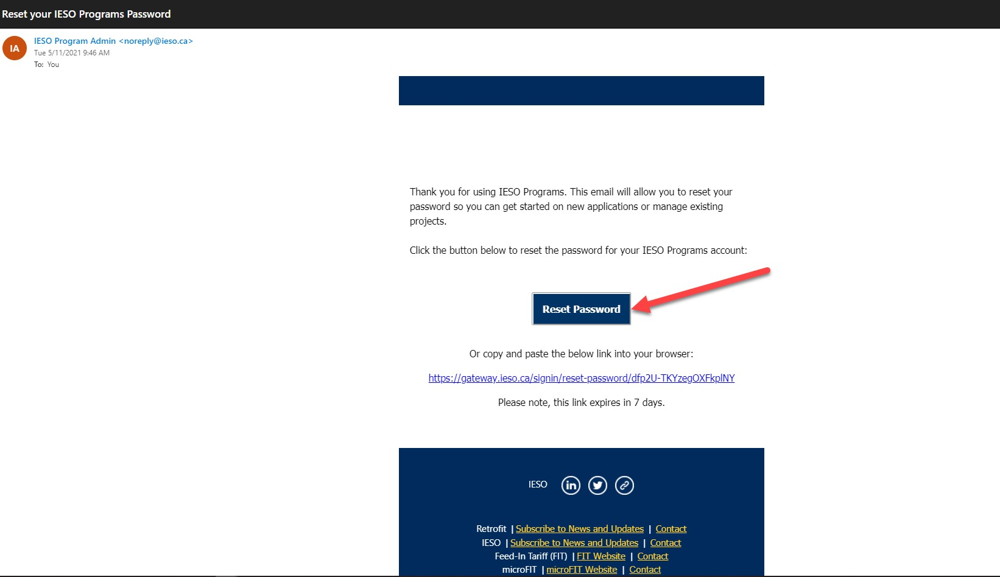 Reset your IESO Programs Password
IA
IESO Program Admin <noreply@ieso.ca>
Tue 5/11/2021 9:46 AM
To: You
Thank you for using IESO Programs. This email will allow you to reset your
password so you can get started on new applications or manage existing
projects.
Click the button below to reset the password for your IESO Programs account:
Reset Password
Or copy and paste the below link into your browser:
https://gateway.ieso.ca/signin/reset-password/dfp2U-TKYzegOXFkplNY
Please note, this link expires in 7 days.
IESO in
Retrofit | Subscribe to News and Updates | Contact
IESO | Subscribe to News and Updates | Contact
Feed-In Tariff (FIT) | FIT Website | Contact
microFIT | microFIT Website | Contact